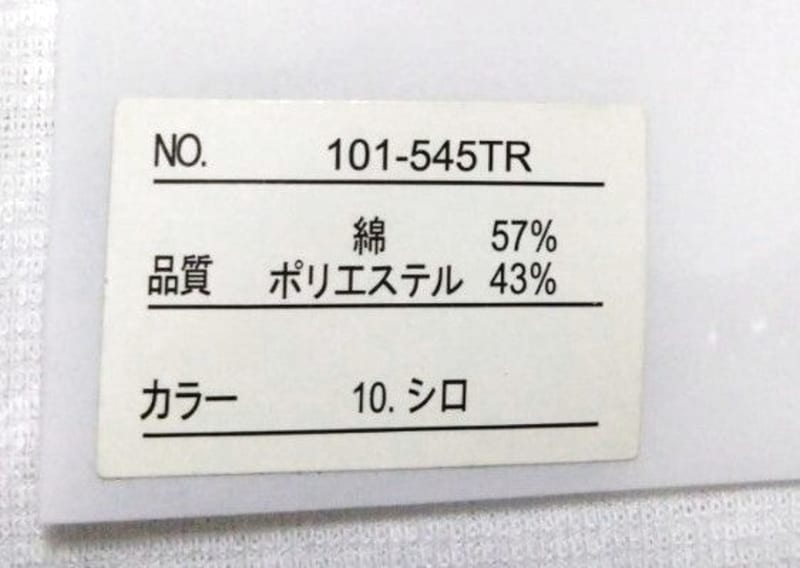 NO. 101-545TR
綿 57%
品質 ポリエステル 43%
カラー 10. シロ